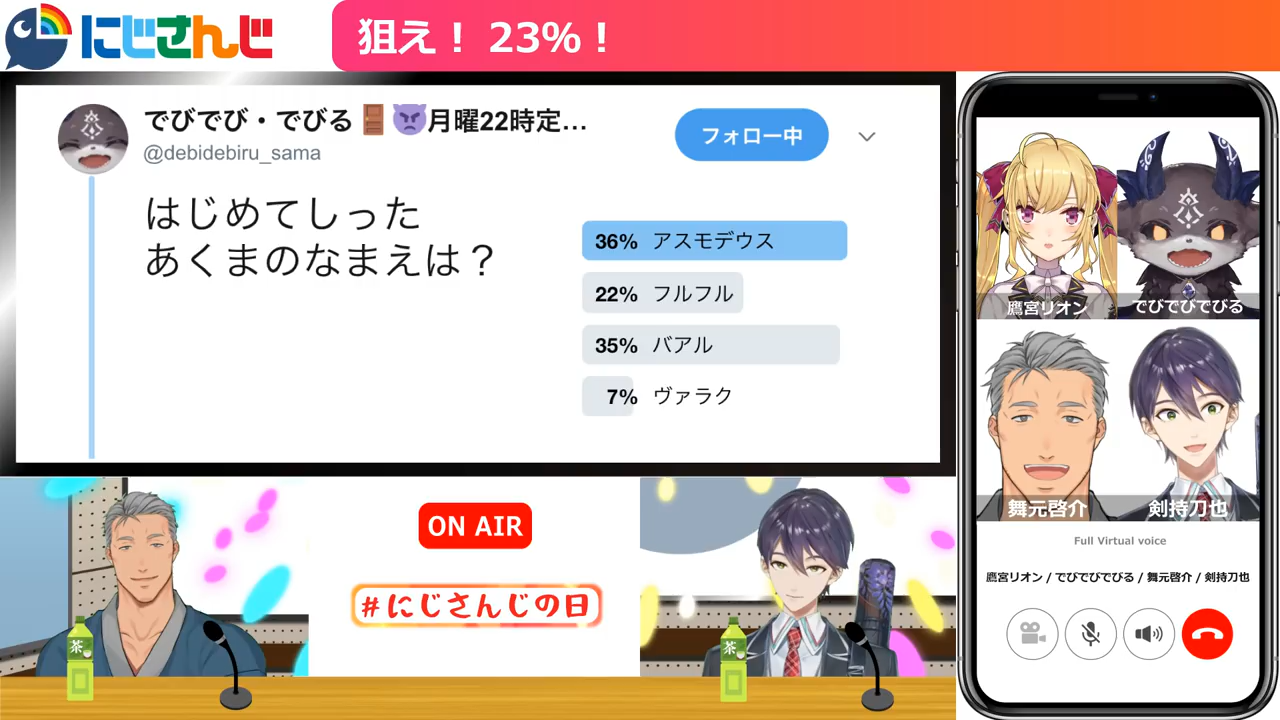 にじさんじ
狙え！ 23%！
でびでび・でびる🚪👿月曜22時定...
@debidebiru_sama
フォロー中
はじめてしった
あくまのなまえは？
36% アスモデウス
22% フルフル
35% バアル
7% ヴァラク
鷹宮リオン
でびでびでびる
舞元啓介
剣持刀也
Full Virtual voice
鷹宮リオン / でびでびでびる / 舞元啓介 / 剣持刀也
ON AIR
#にじさんじの日
茶
茶